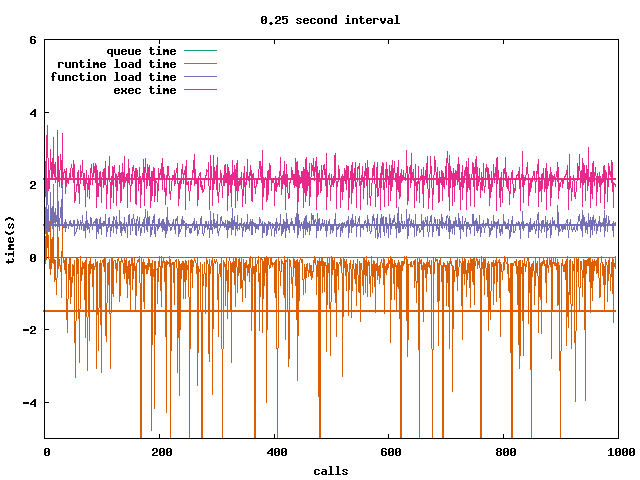 0.25 second interval
6
4
2
0
-2
-4
time(s)
queue time
runtime load time
function load time
exec time
0 200 400 600 800 1000
calls